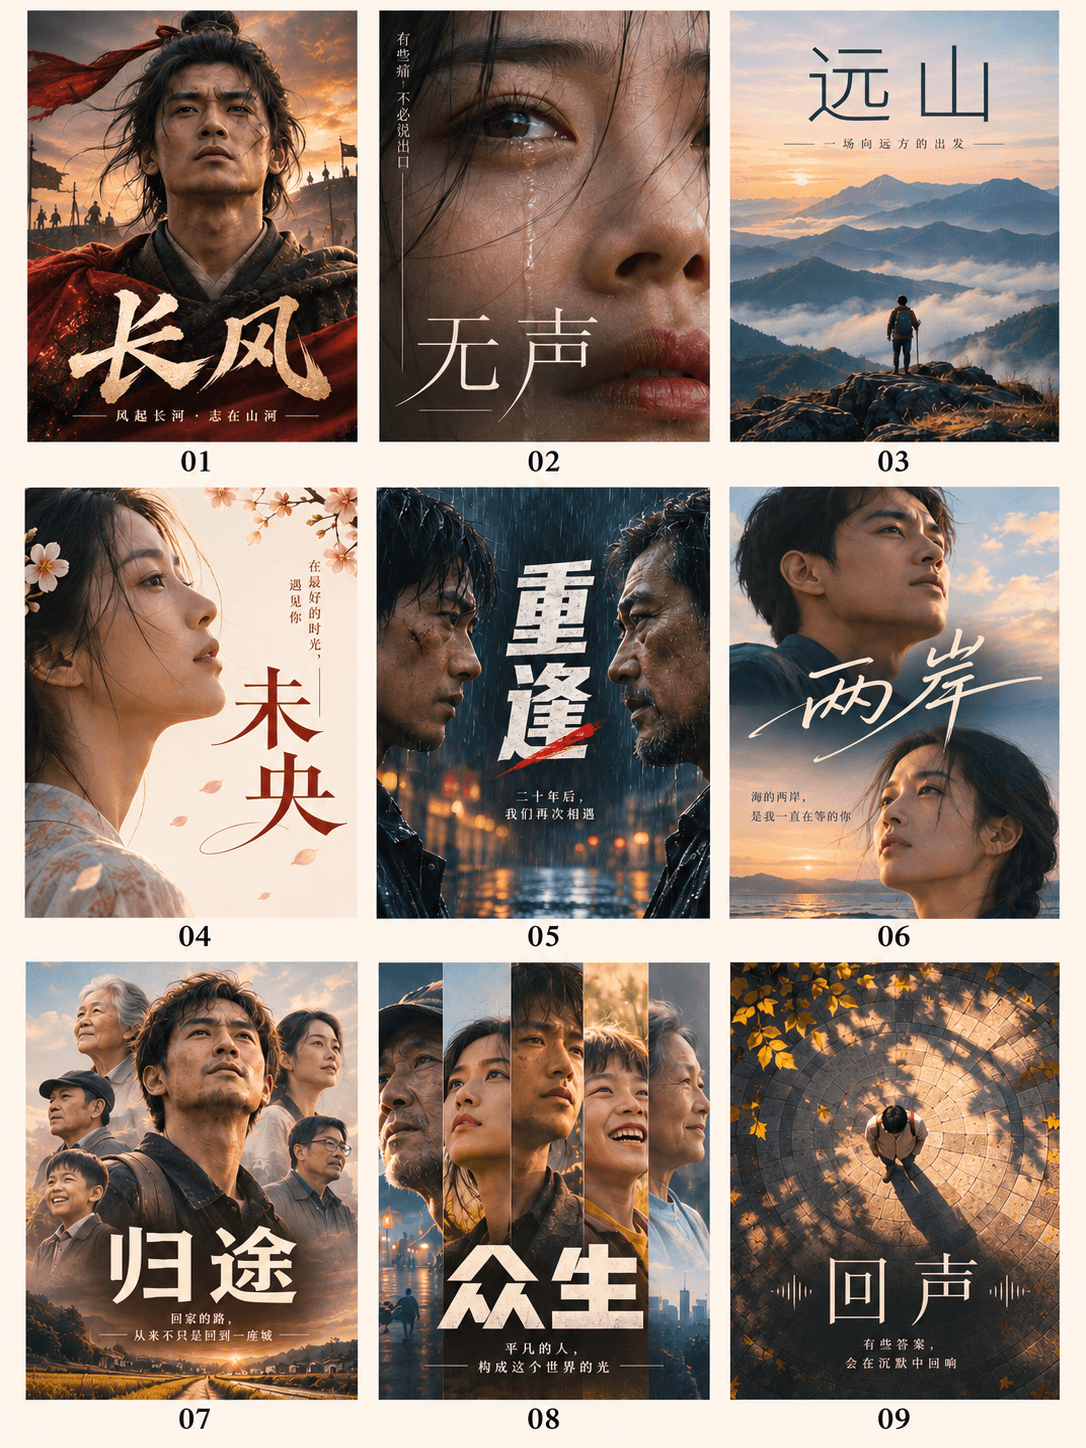 长风
风起长河·志在山河
01
有些痛，不必说出口
无声
02
远山
一场向远方的出发
03
在最好的时光，
遇见你
未央
04
重逢
二十年后，
我们再次相遇
05
两岸
海的两岸，
是我一直在等的你
06
归途
回家的路，
从来不只是回到一座城
07
众生
平凡的人，
构成这个世界的光
08
回声
有些答案，
会在沉默中回响
09